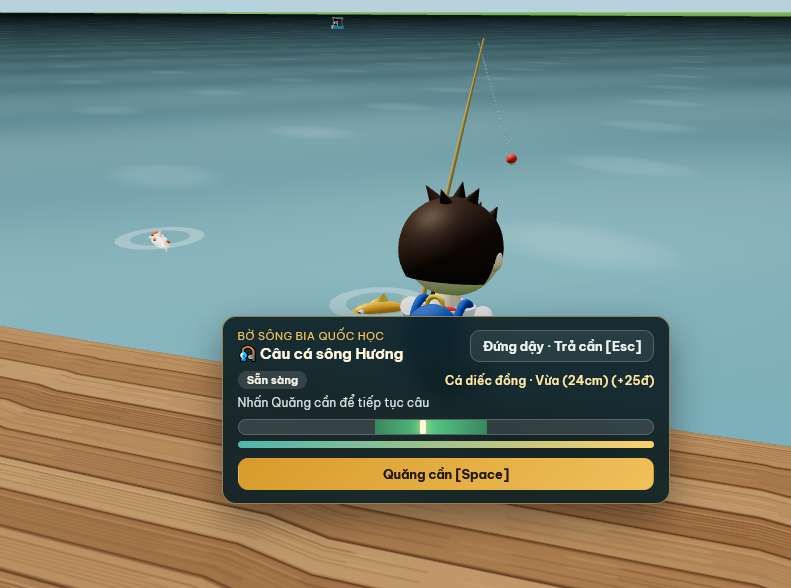 BỜ SÔNG BIA QUỐC HỌC
Câu cá sông Hương
Đứng dậy · Trả cần [Esc]
Sẵn sàng
Cá diếc đồng · Vừa (24cm) (+25đ)
Nhấn Quăng cần để tiếp tục câu
Quăng cần [Space]